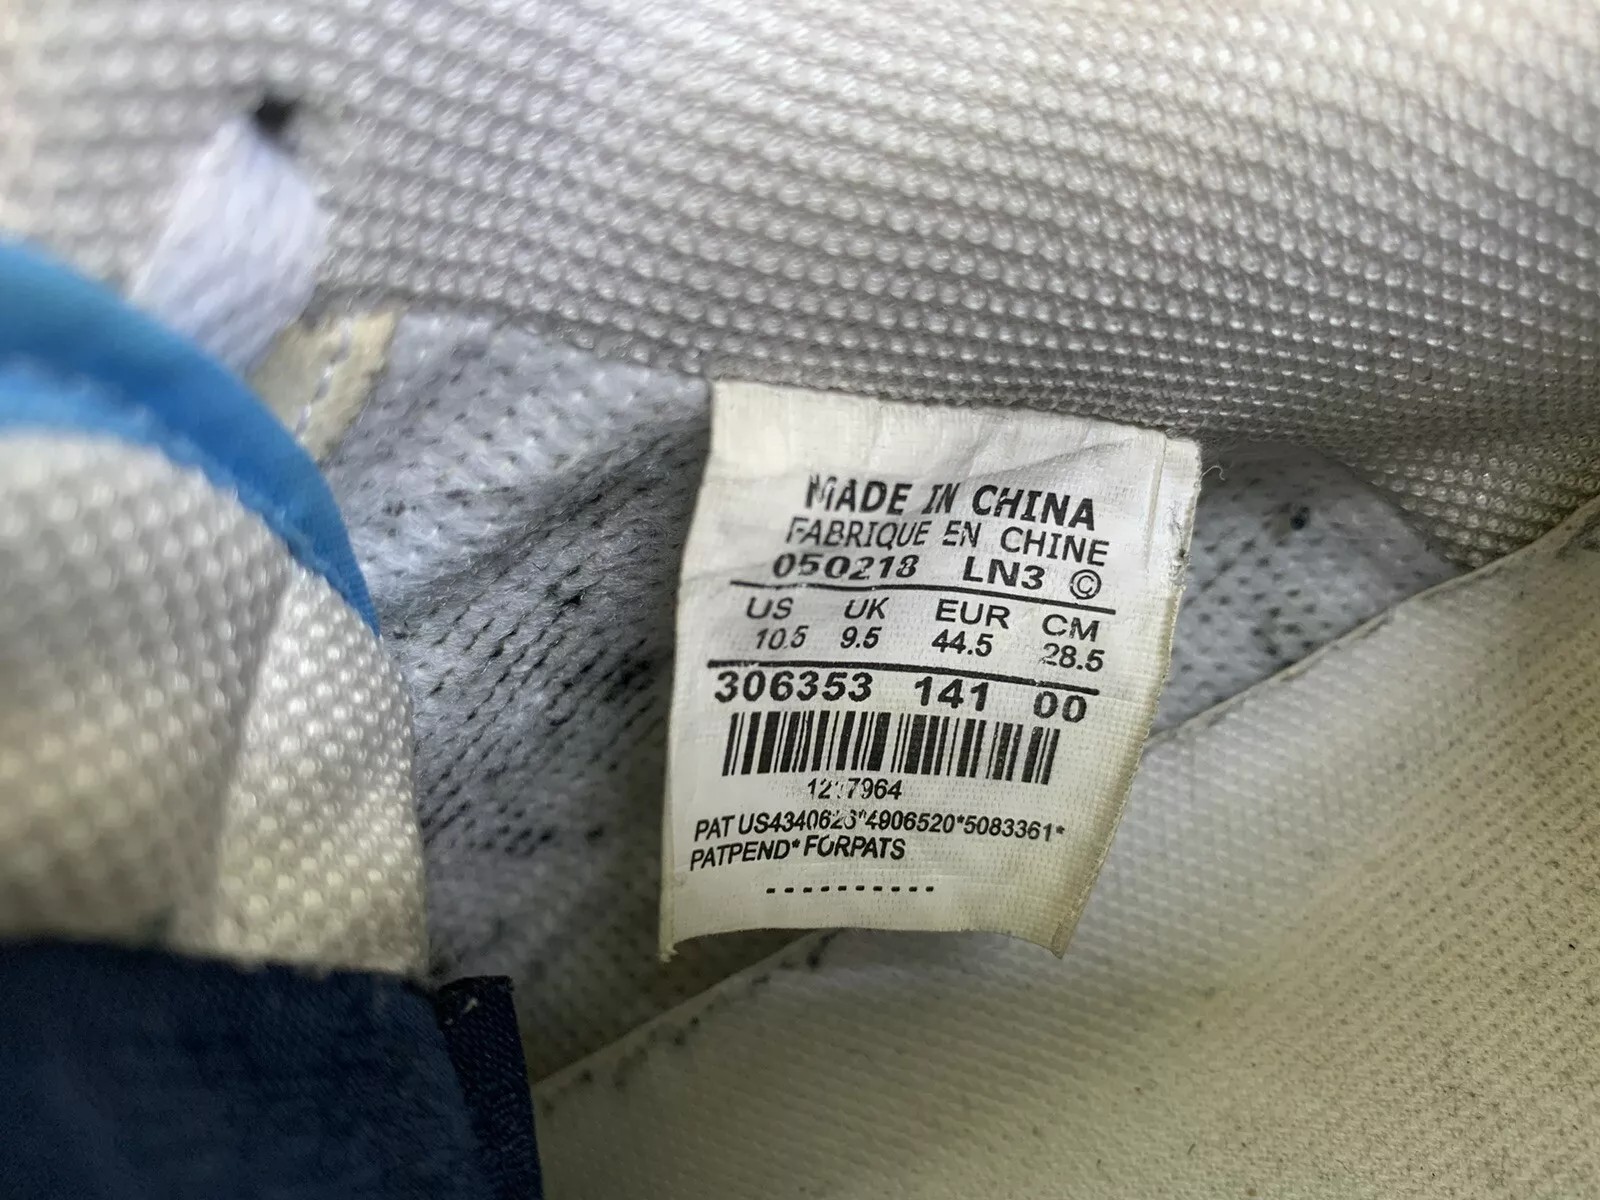 MADE IN CHINA
FABRIQUE EN CHINE
050218 LN3 ©
US UK EUR CM
10.5 9.5 44.5 28.5
306353 141 00
PAT US4340626*4906520*5083361*
PATPEND* FORPATS